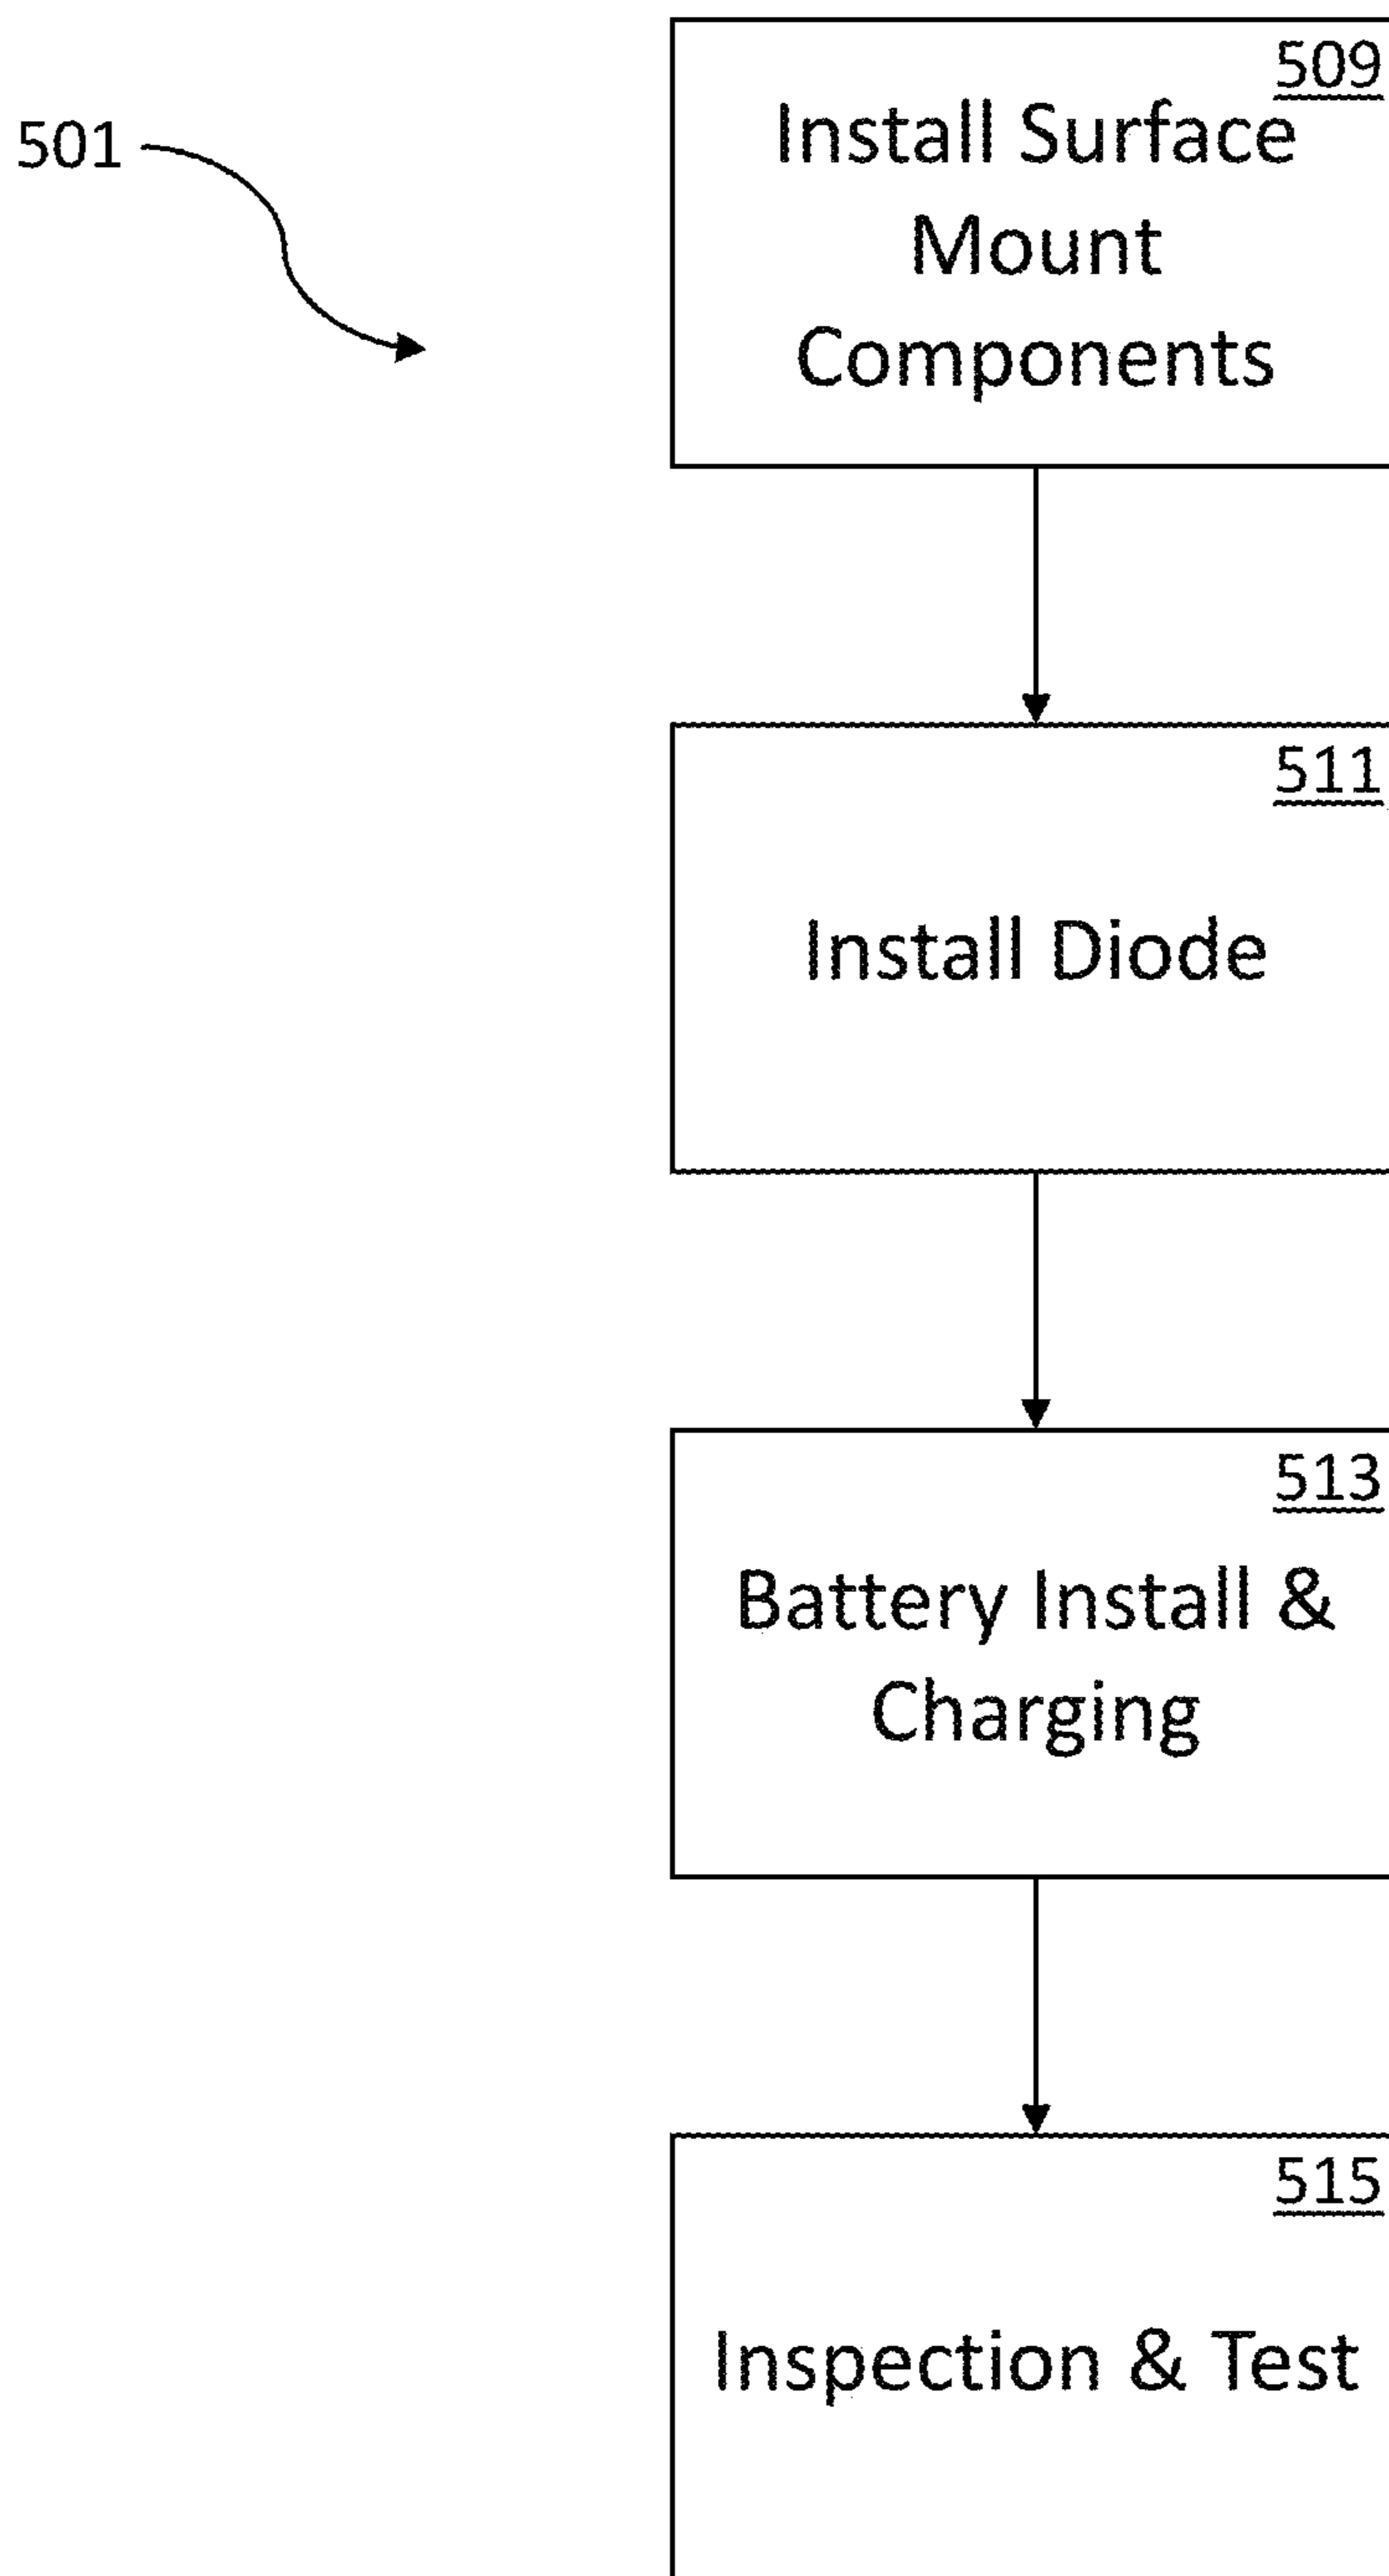 509
Install Surface
501
Mount
Components
511
Install Diode
513
Battery Install &
Charging
515
Inspection & Test